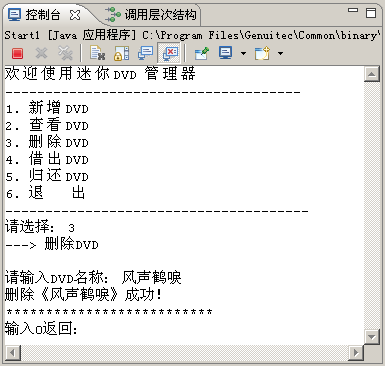 控制台 调用层次结构
Start1 [Java 应用程序] C:\Program Files\Genuitec\Common\binary\
欢迎使用迷你DVD 管理器
-------------------------------------
1. 新增DVD
2. 查看DVD
3. 删除DVD
4. 借出DVD
5. 归还DVD
6. 退 出
--------------------------------------
请选择: 3
---> 删除DVD
请输入DVD名称: 风声鹤唳
删除《风声鹤唳》成功!
**************************
输入0返回: